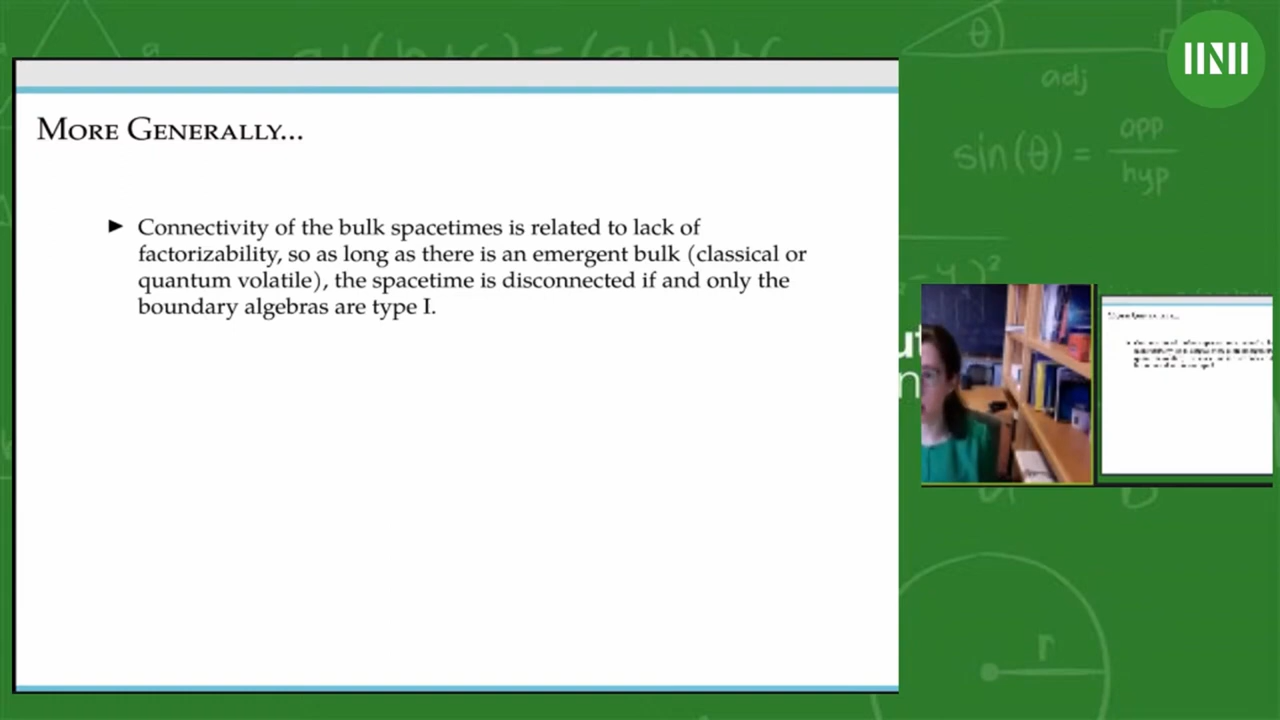 a+(b+c) = (a+b)+c
θ
adj
sin(θ) = opp
hyp
MORE GENERALLY...
► Connectivity of the bulk spacetimes is related to lack of
factorizability, so as long as there is an emergent bulk (classical or
quantum volatile), the spacetime is disconnected if and only the
boundary algebras are type I.
r